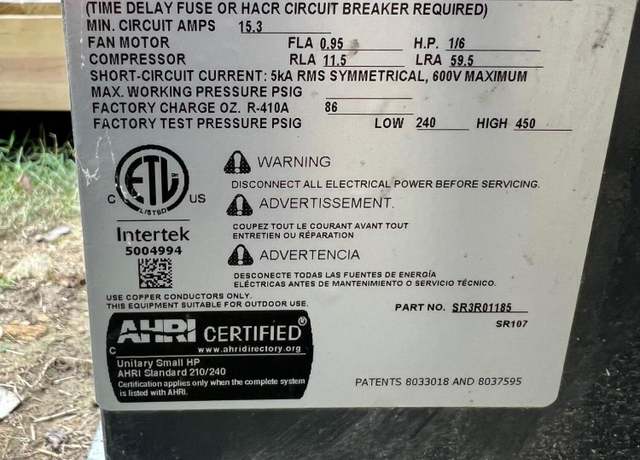 (TIME DELAY FUSE OR HACR CIRCUIT BREAKER REQUIRED)
MIN. CIRCUIT AMPS 15.3
FAN MOTOR FLA 0.95 H.P. 1/6
COMPRESSOR RLA 11.5 LRA 59.5
SHORT-CIRCUIT CURRENT: 5kA RMS SYMMETRICAL, 600V MAXIMUM
MAX. WORKING PRESSURE PSIG
FACTORY CHARGE OZ. R-410A 86
FACTORY TEST PRESSURE PSIG LOW 240 HIGH 450
ETL
LISTED
C US
Intertek
5004994
WARNING
DISCONNECT ALL ELECTRICAL POWER BEFORE SERVICING.
ADVERTISSEMENT.
COUPEZ TOUT LE COURANT AVANT TOUT
ENTRETIEN OU RÉPARATION
ADVERTENCIA
DESCONECTE TODAS LAS FUENTES DE ENERGÍA
ELÉCTRICAS ANTES DE MANTENIMIENTO O SERVICIO TÉCNICO.
USE COPPER CONDUCTORS ONLY.
THIS EQUIPMENT SUITABLE FOR OUTDOOR USE.
PART NO. SR3R01185
SR107
AHRI CERTIFIED®
C www.ahridirectory.org
Unitary Small HP
AHRI Standard 210/240
Certification applies only when the complete system
is listed with AHRI.
PATENTS 8033018 AND 8037595